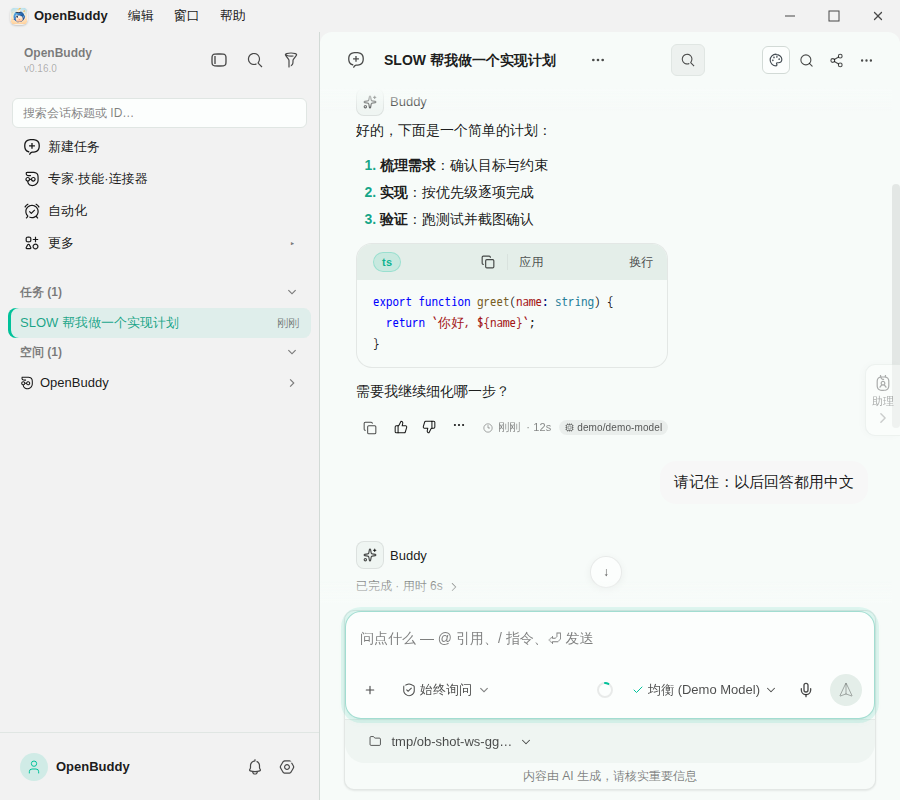 OpenBuddy 编辑 窗口 帮助
OpenBuddy
v0.16.0
搜索会话标题或 ID…
新建任务
专家·技能·连接器
自动化
更多
任务 (1)
SLOW 帮我做一个实现计划 刚刚
空间 (1)
OpenBuddy
OpenBuddy
SLOW 帮我做一个实现计划
Buddy
好的，下面是一个简单的计划：
1. 梳理需求：确认目标与约束
2. 实现：按优先级逐项完成
3. 验证：跑测试并截图确认
ts 应用 换行
export function greet(name: string) {
  return `你好, ${name}`;
}
需要我继续细化哪一步？
刚刚 · 12s demo/demo-model
助理
请记住：以后回答都用中文
Buddy
已完成 · 用时 6s
↓
问点什么 — @ 引用、/ 指令、 发送
始终询问 均衡 (Demo Model)
tmp/ob-shot-ws-gg…
内容由 AI 生成，请核实重要信息